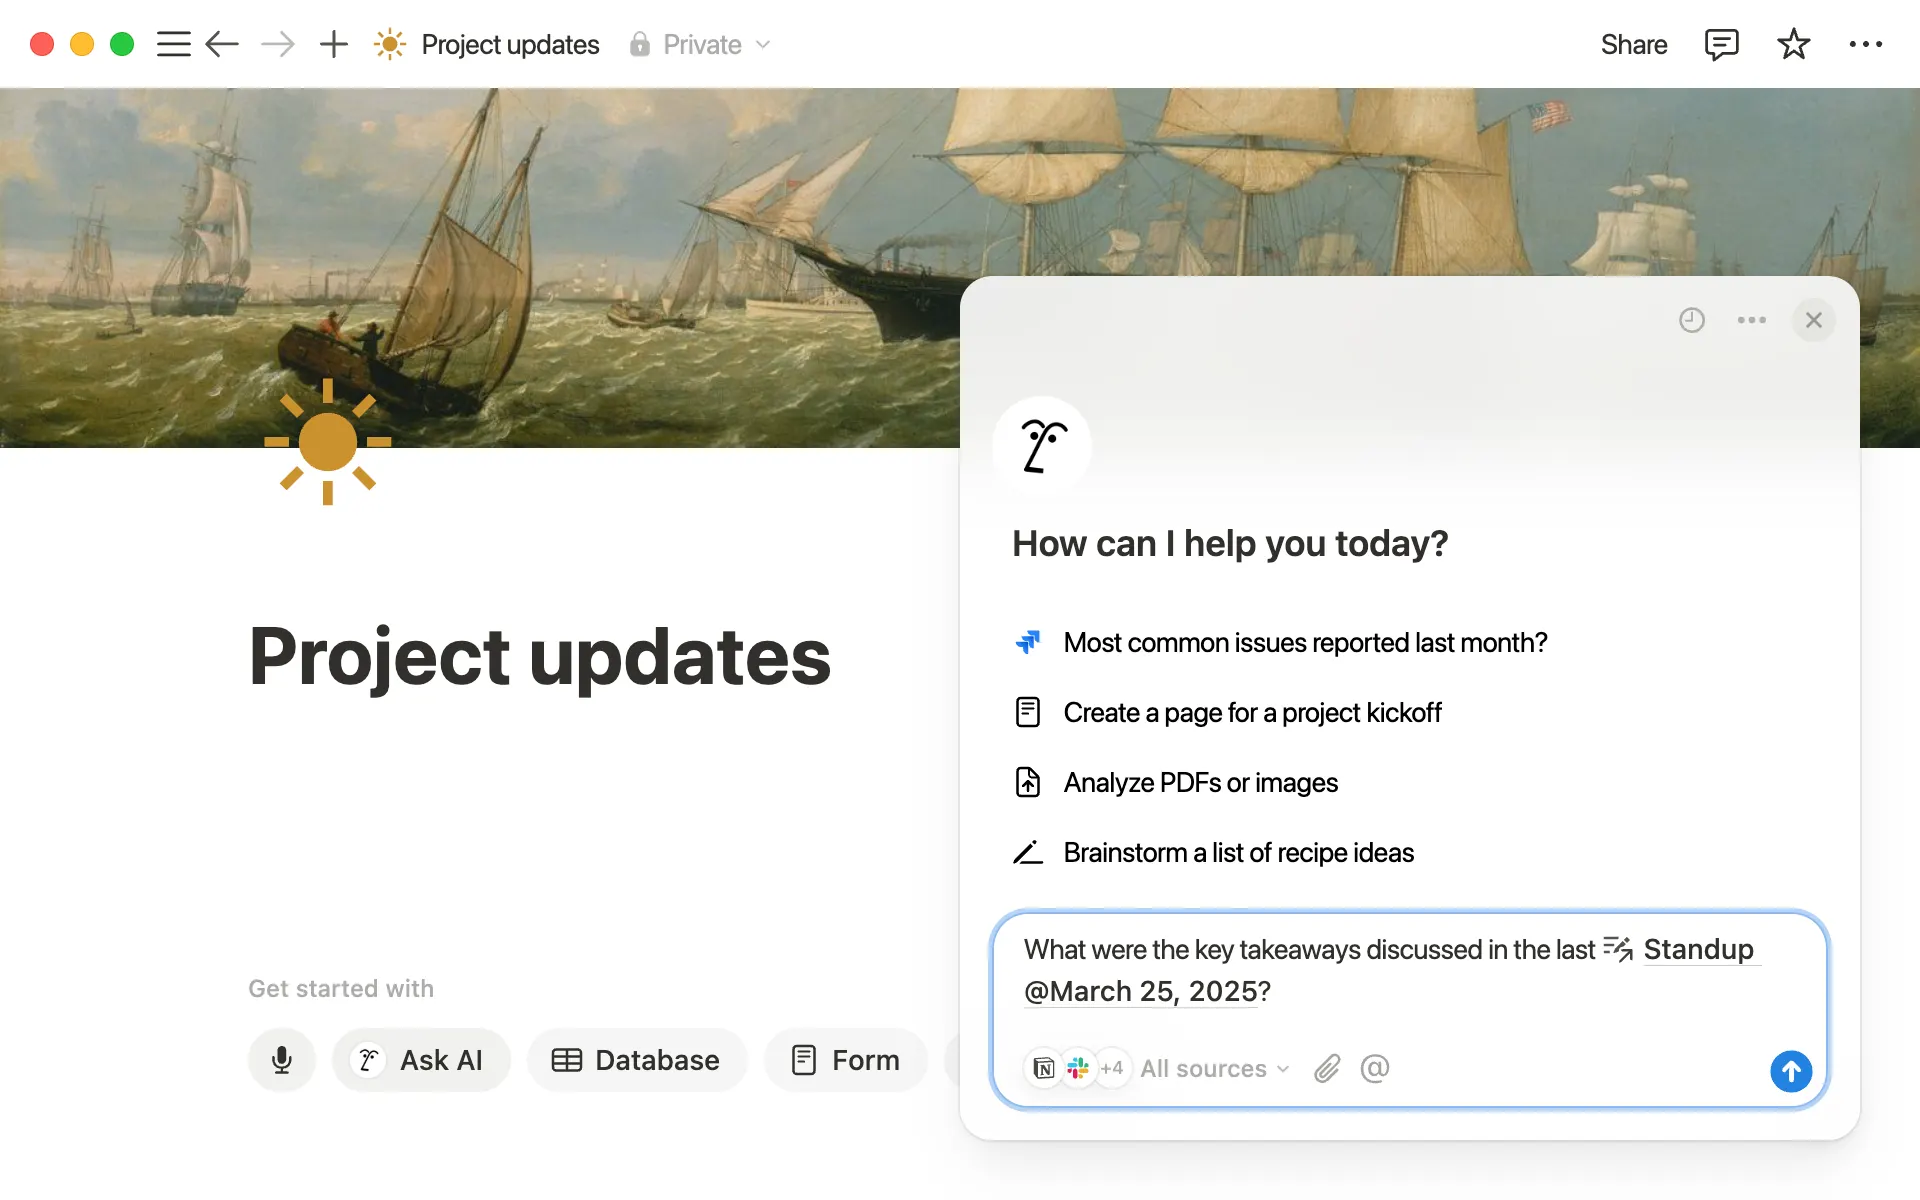 Project updates Private
Share
How can I help you today?
Most common issues reported last month?
Create a page for a project kickoff
Analyze PDFs or images
Brainstorm a list of recipe ideas
What were the key takeaways discussed in the last Standup
@March 25, 2025?
N +4 All sources @
Project updates
Get started with
Ask AI Database Form